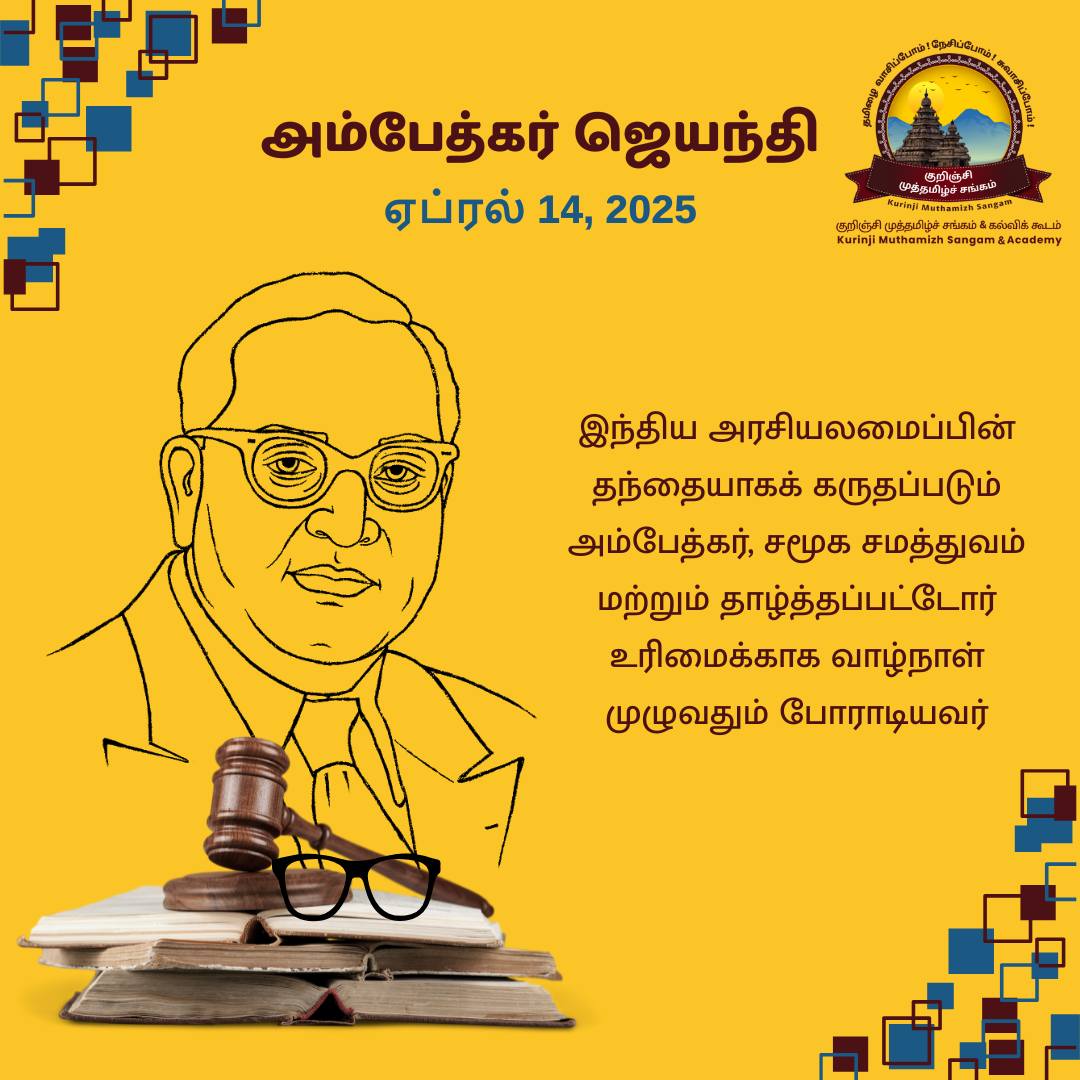 அம்பேத்கர் ஜெயந்தி
ஏப்ரல் 14, 2025
தமிழை வாசிப்போம் ! நேசிப்போம் ! சுவாசிப்போம் !
குறிஞ்சி
முத்தமிழ்ச் சங்கம்
Kurinji Muthamizh Sangam
குறிஞ்சி முத்தமிழ்ச் சங்கம் & கல்விக் கூடம்
Kurinji Muthamizh Sangam & Academy
இந்திய அரசியலமைப்பின்
தந்தையாகக் கருதப்படும்
அம்பேத்கர், சமூக சமத்துவம்
மற்றும் தாழ்த்தப்பட்டோர்
உரிமைக்காக வாழ்நாள்
முழுவதும் போராடியவர்